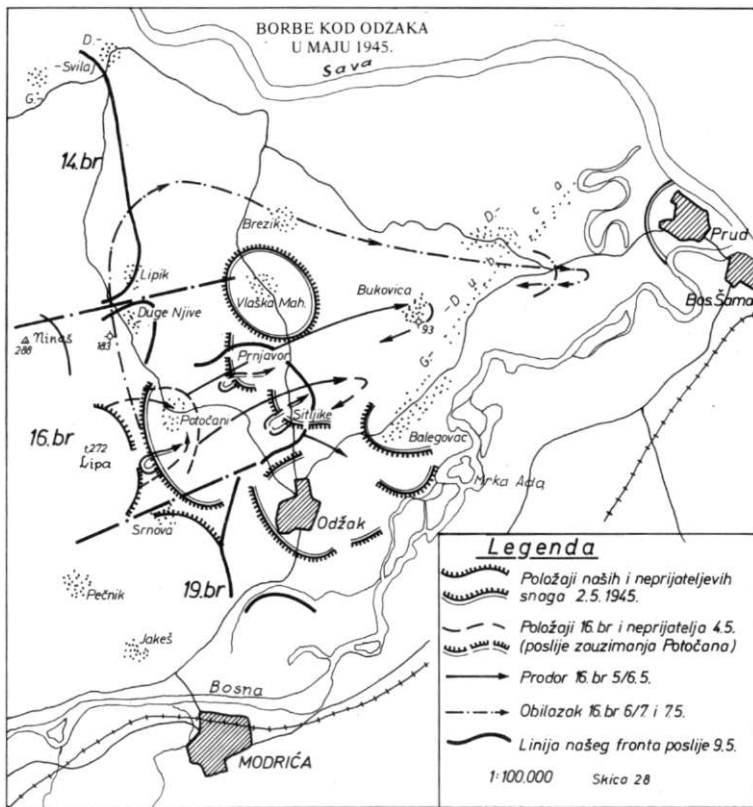 BORBE KOD ODŽAKA
U MAJU 1945.
Sava
D.-
-Svilaj
G.-
14.br
Brezik
D.-
Dubica
Prud
Lipik
Vlaška Mah.
Bukovica
Bos.Šama
Duge Njive
Ninaš
288
183
93
Prnjavor
G.-
16.br
Potočani
Sitljike
Balegovac
272
Lipa
Mrka Ada
Odžak
Srnova
Pečnik
19.br
Jakeš
Bosna
MODRIĆA
Legenda
Položaji naših i neprijateljevih
snaga 2.5.1945.
Položaji 16.br i neprijatelja 4.5.
(poslije zauzimanja Potočana)
Prodor 16.br 5/6.5.
Obilazak 16.br 6/7. i 7.5.
Linija našeg fronta poslije 9.5.
1:100.000 Skica 28